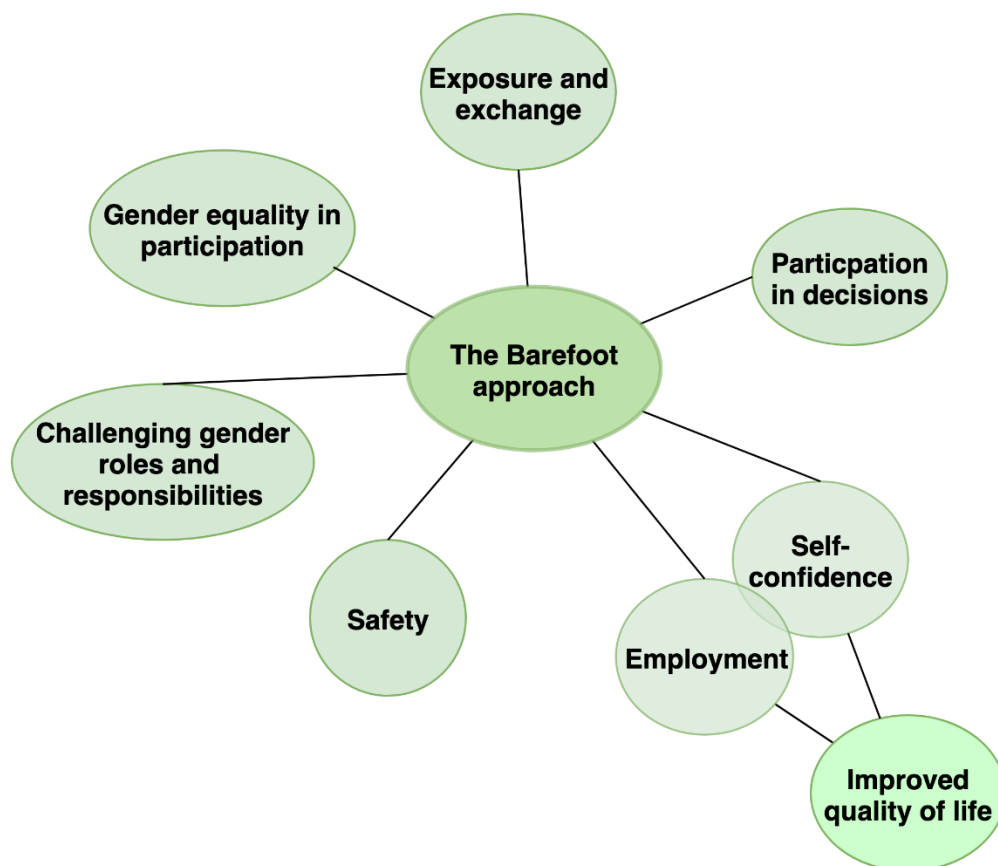 Exposure and
exchange
Gender equality in
participation
Particpation
in decisions
The Barefoot
approach
Challenging gender
roles and
responsibilities
Self-
confidence
Safety
Employment
Improved
quality of life